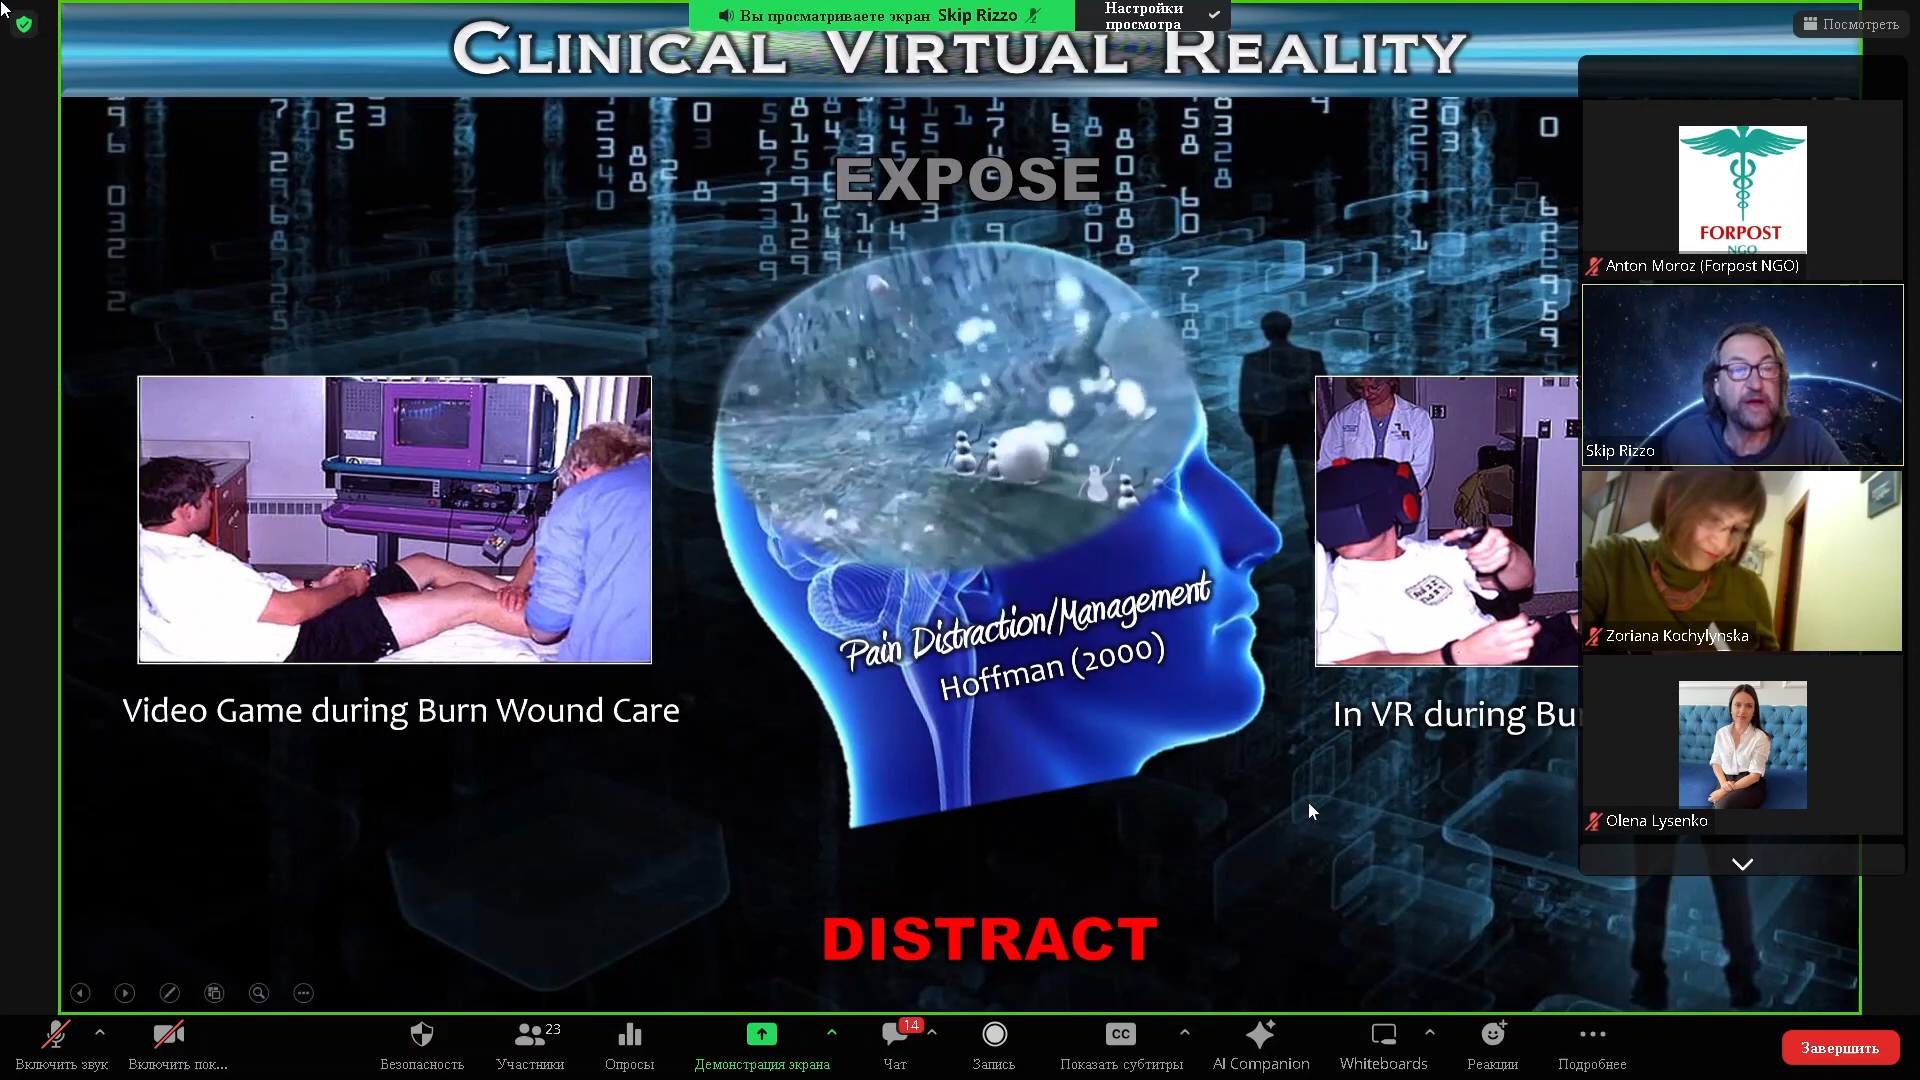 Вы просматриваете экран Skip Rizzo
Настройки
просмотра
Посмотреть
CLINICAL VIRTUAL REALITY
EXPOSE
FORPOST
NGO
Anton Moroz (Forpost NGO)
Skip Rizzo
Zoriana Kochylynska
Olena Lysenko
Pain Distraction/Management
Hoffman (2000)
Video Game during Burn Wound Care
In VR during Bu
DISTRACT
Включить звук
Включить пок...
Безопасность
23
Участники
Опросы
Демонстрация экрана
14
Чат
Запись
CC
Показать субтитры
AI Companion
Whiteboards
Реакции
Подробнее
Завершить